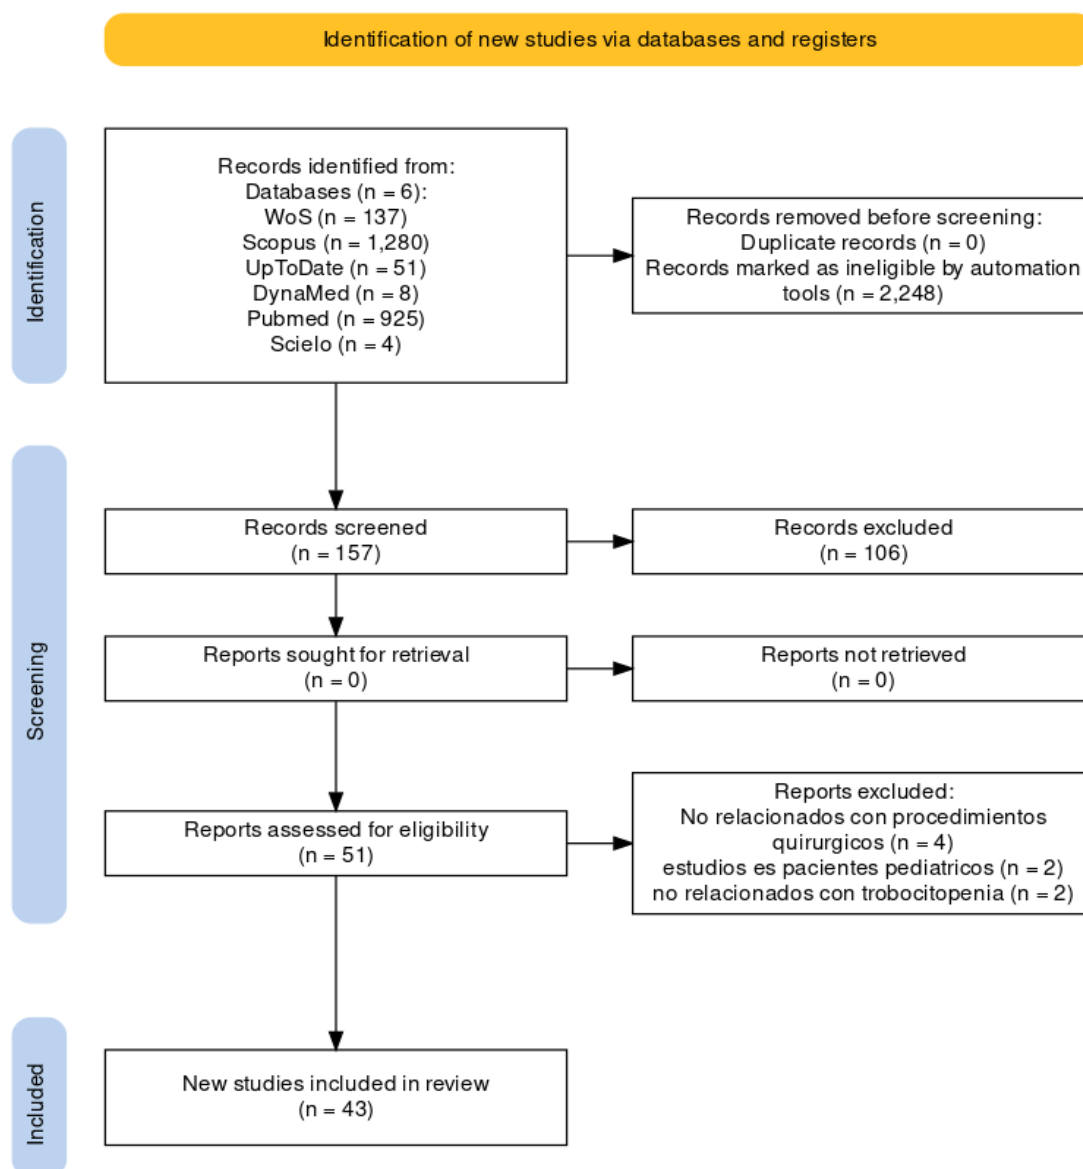 Identification of new studies via databases and registers
Identification
Records identified from:
Databases (n = 6):
WoS (n = 137)
Scopus (n = 1,280)
UpToDate (n = 51)
DynaMed (n = 8)
Pubmed (n = 925)
Scielo (n = 4)
Records removed before screening:
Duplicate records (n = 0)
Records marked as ineligible by automation
tools (n = 2,248)
Screening
Records screened
(n = 157)
Records excluded
(n = 106)
Reports sought for retrieval
(n = 0)
Reports not retrieved
(n = 0)
Reports assessed for eligibility
(n = 51)
Reports excluded:
No relacionados con procedimientos
quirurgicos (n = 4)
estudios es pacientes pediatricos (n = 2)
no relacionados con trobocitopenia (n = 2)
Included
New studies included in review
(n = 43)